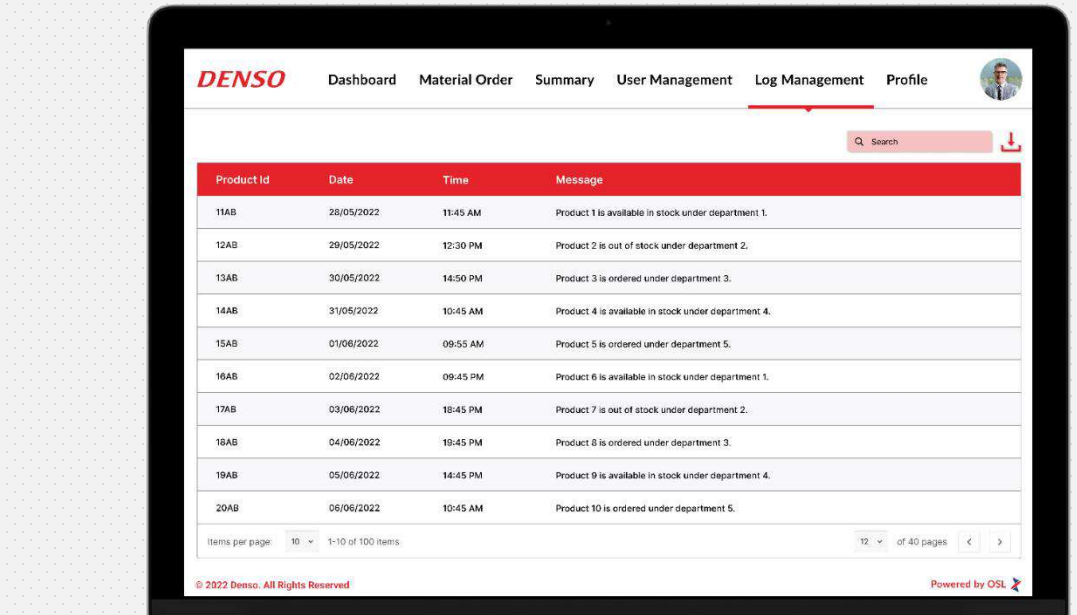 DENSO Dashboard Material Order Summary User Management Log Management Profile
Search
Product Id Date Time Message
11AB 28/05/2022 11:45 AM Product 1 is available in stock under department 1.
12AB 29/05/2022 12:30 PM Product 2 is out of stock under department 2.
13AB 30/05/2022 14:50 PM Product 3 is ordered under department 3.
14AB 31/05/2022 10:45 AM Product 4 is available in stock under department 4.
15AB 01/06/2022 09:55 AM Product 5 is ordered under department 5.
16AB 02/06/2022 09:45 PM Product 6 is available in stock under department 1.
17AB 03/06/2022 18:45 PM Product 7 is out of stock under department 2.
18AB 04/06/2022 19:45 PM Product 8 is ordered under department 3.
19AB 05/06/2022 14:45 PM Product 9 is available in stock under department 4.
20AB 06/06/2022 10:45 AM Product 10 is ordered under department 5.
Items per page: 10 1-10 of 100 items 12 of 40 pages < >
© 2022 Denso. All Rights Reserved Powered by OSL